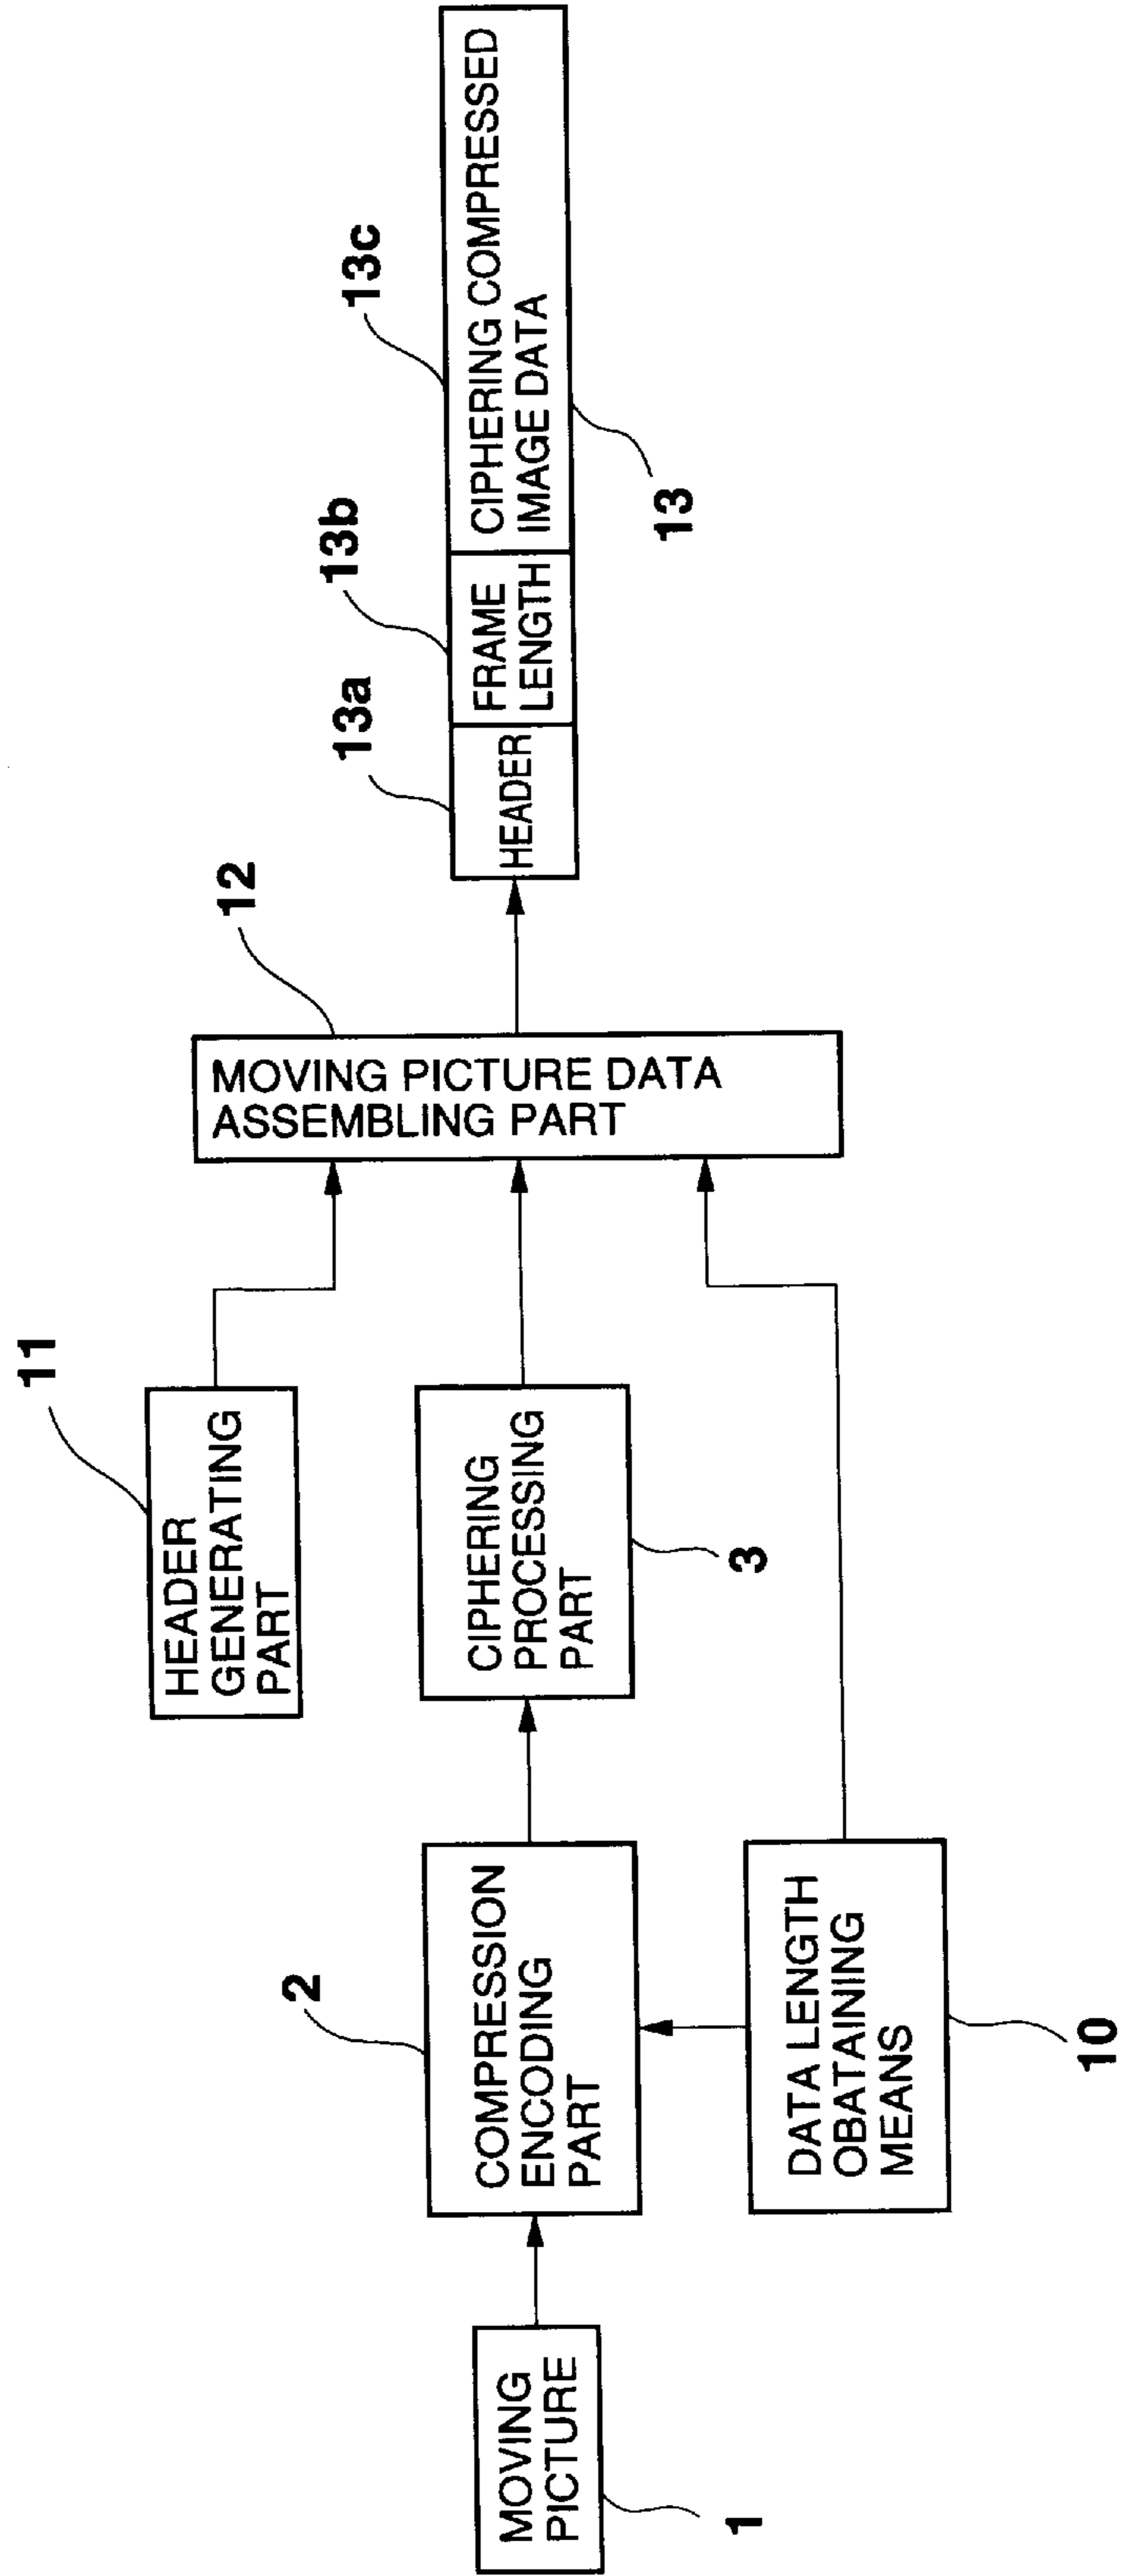 11
HEADER
GENERATING
PART
12
MOVING PICTURE DATA
ASSEMBLING PART
13a
13b
13c
HEADER
FRAME
LENGTH
CIPHERING COMPRESSED
IMAGE DATA
13
2
COMPRESSION
ENCODING
PART
CIPHERING
PROCESSING
PART
3
MOVING
PICTURE
1
DATA LENGTH
OBATAINING
MEANS
10